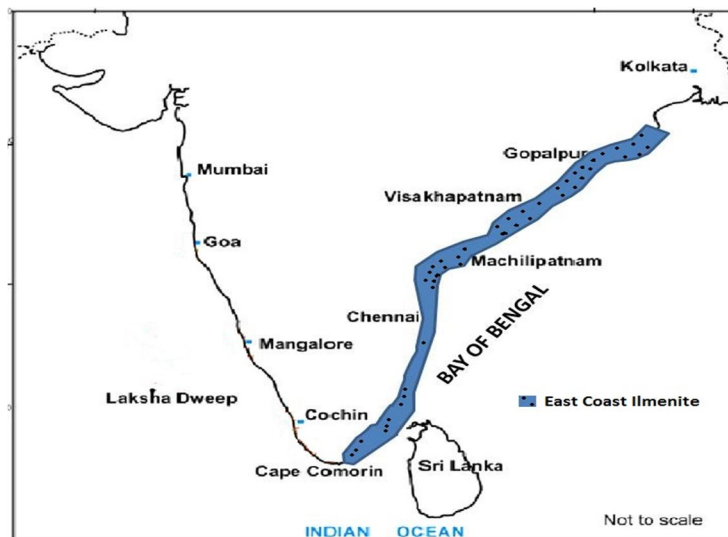 Kolkata
Gopalpur
Mumbai
Visakhapatnam
Goa
Machilipatnam
Chennai
BAY OF BENGAL
Mangalore
Laksha Dweep
East Coast Ilmenite
Cochin
Cape Comorin
Sri Lanka
Not to scale
INDIAN OCEAN